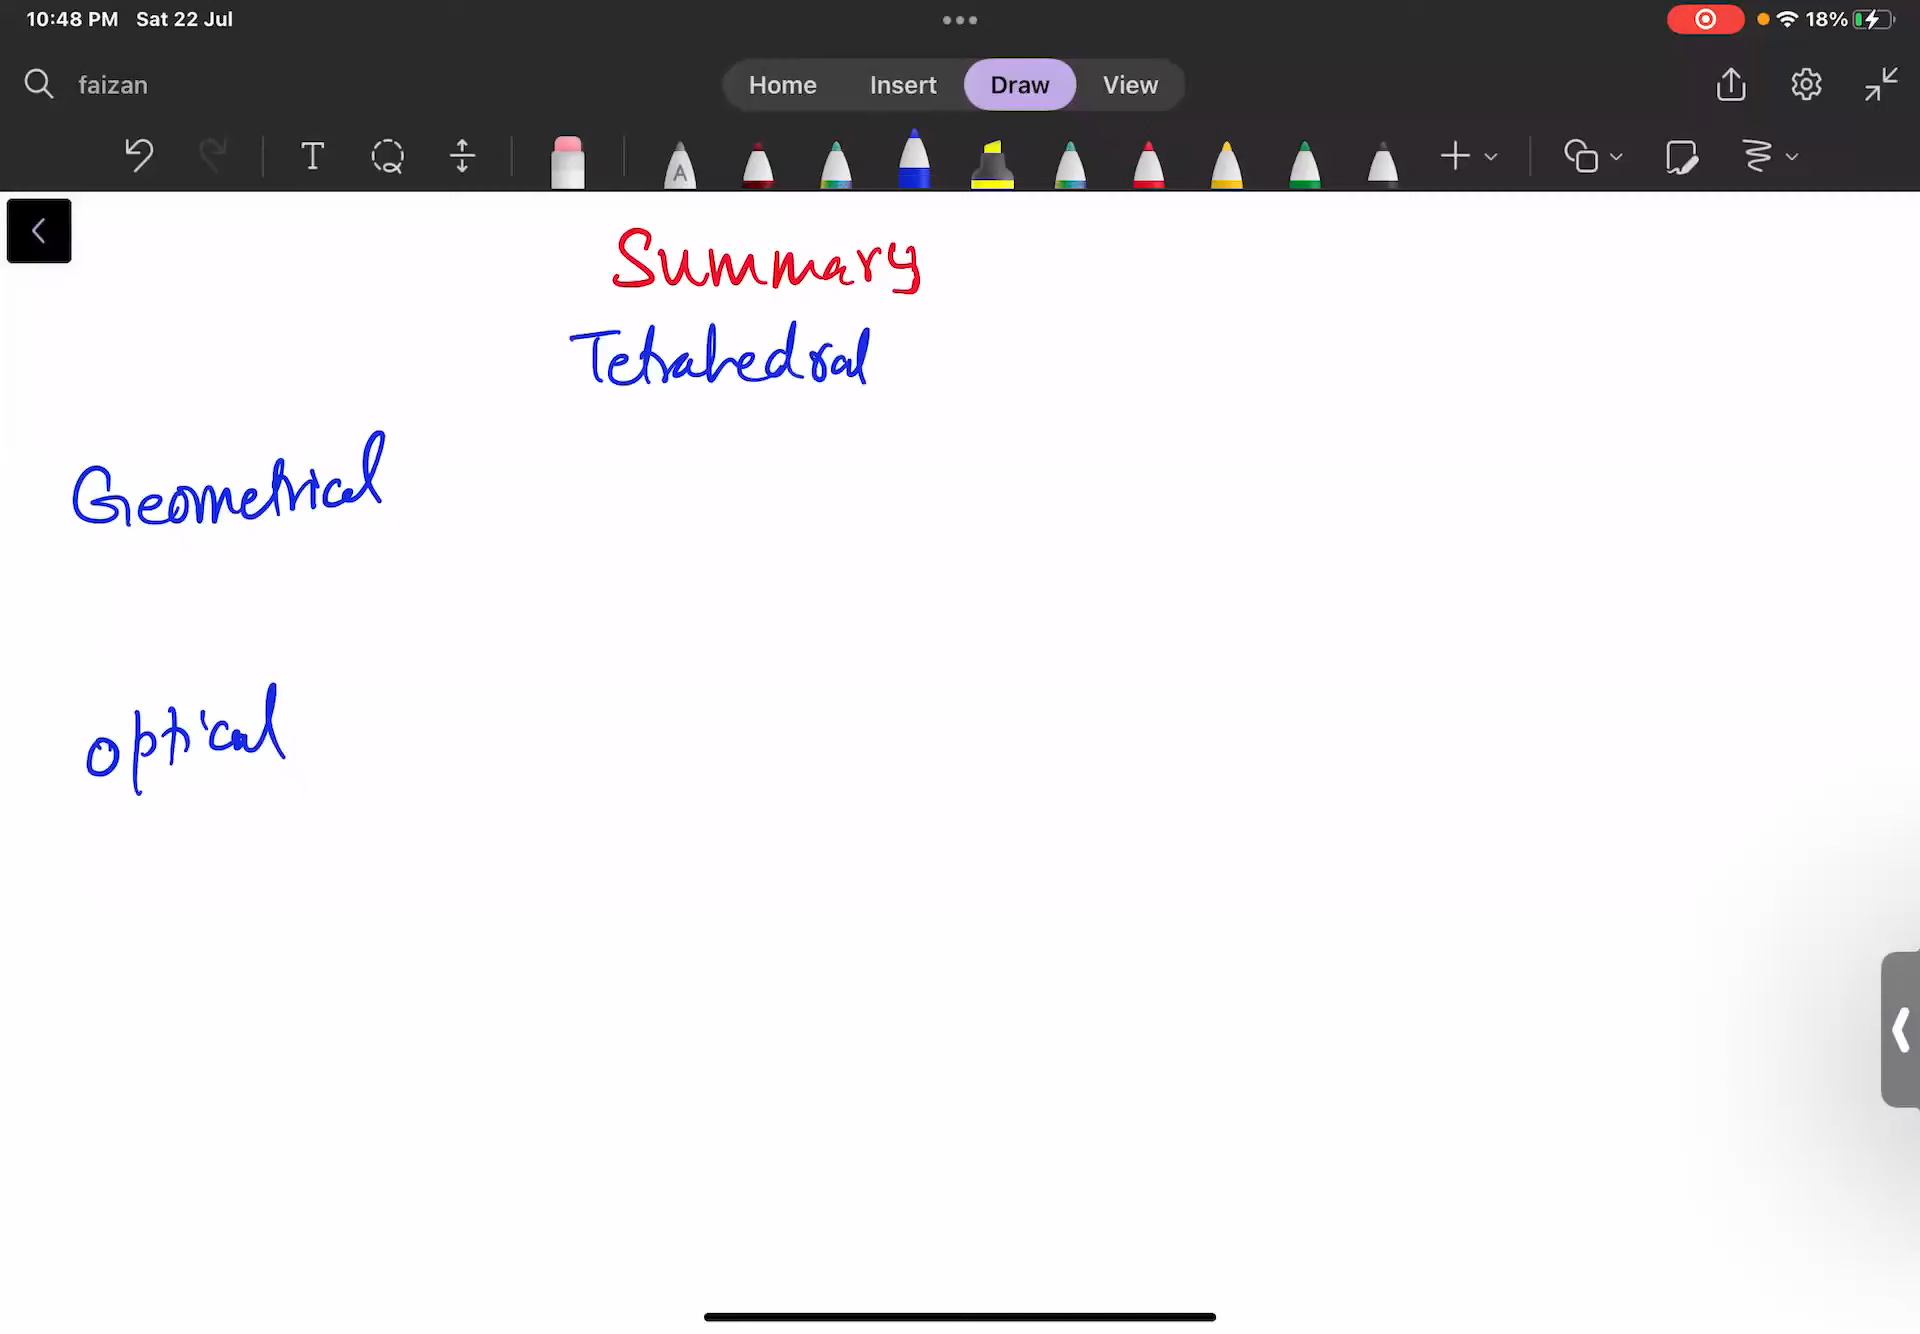 10:48 PM Sat 22 Jul 18%
faizan Home Insert Draw View
T A
Summary
Tetrahedral
Geometrical
optical